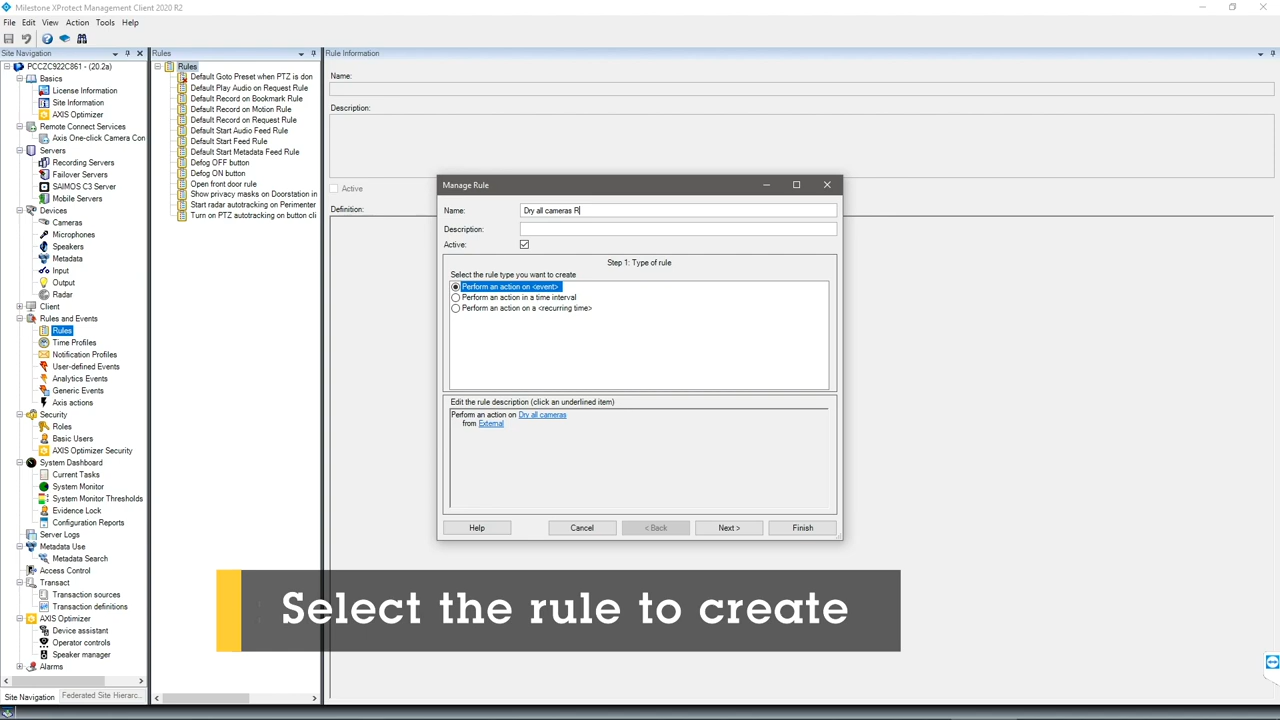 Milestone XProtect Management Client 2020 R2
File Edit View Action Tools Help
Site Navigation
PCCZC922C861 - (20.2a)
Basics
License Information
Site Information
AXIS Optimizer
Remote Connect Services
Axis One-click Camera Con
Servers
Recording Servers
Failover Servers
SAIMOS C3 Server
Mobile Servers
Devices
Cameras
Microphones
Speakers
Metadata
Input
Output
Radar
Client
Rules and Events
Rules
Time Profiles
Notification Profiles
User-defined Events
Analytics Events
Generic Events
Axis actions
Security
Roles
Basic Users
AXIS Optimizer Security
System Dashboard
Current Tasks
System Monitor
System Monitor Thresholds
Evidence Lock
Configuration Reports
Server Logs
Metadata Use
Metadata Search
Access Control
Transact
Transaction sources
Transaction definitions
AXIS Optimizer
Device assistant
Operator controls
Speaker manager
Alarms
Site Navigation Federated Site Hierarc...
Rules
Rules
Default Goto Preset when PTZ is don
Default Play Audio on Request Rule
Default Record on Bookmark Rule
Default Record on Motion Rule
Default Record on Request Rule
Default Start Audio Feed Rule
Default Start Feed Rule
Default Start Metadata Feed Rule
Defog OFF button
Defog ON button
Open front door rule
Show privacy masks on Doorstation in
Start radar autotracking on Perimenter
Turn on PTZ autotracking on button cli
Rule Information
Name:
Description:
Active
Definition:
Manage Rule
Name: Dry all cameras R
Description:
Active:
Step 1: Type of rule
Select the rule type you want to create
Perform an action on <event>
Perform an action in a time interval
Perform an action on a <recurring time>
Edit the rule description (click an underlined item)
Perform an action on Dry all cameras
from External
Help Cancel < Back Next > Finish
Select the rule to create